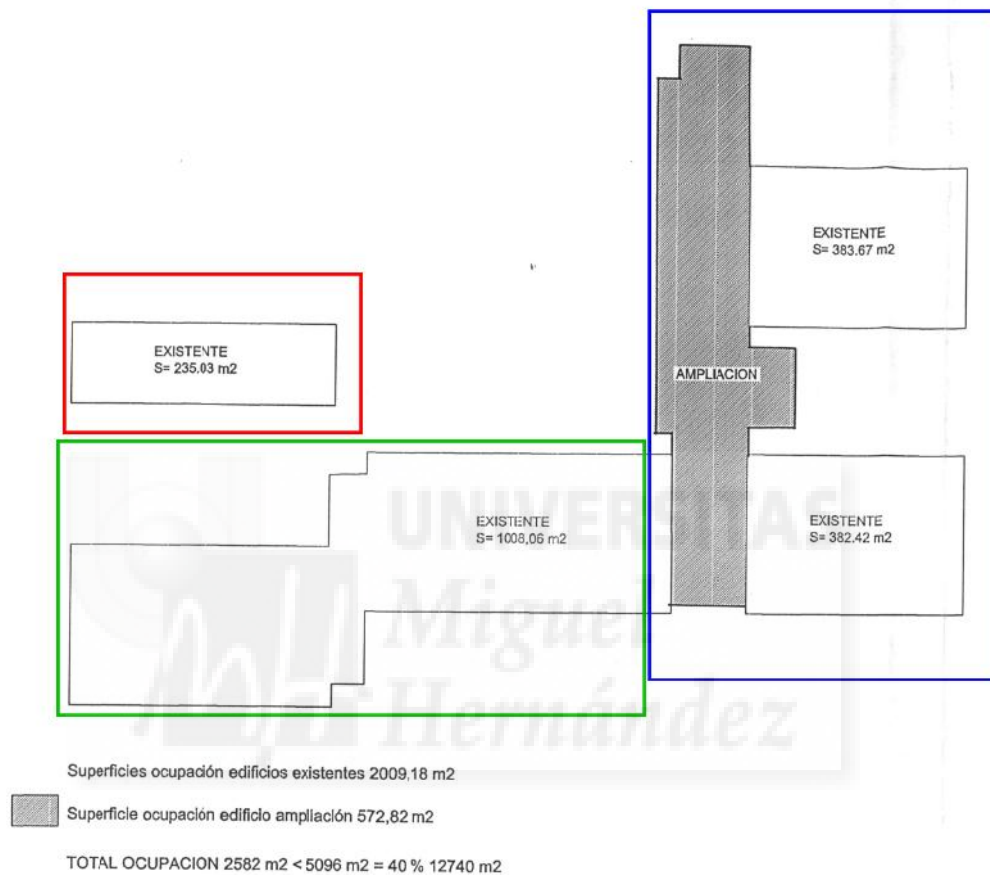 EXISTENTE
S= 383.67 m2
EXISTENTE
S= 235.03 m2
AMPLIACION
EXISTENTE
S= 1008,06 m2
EXISTENTE
S= 382.42 m2
UNIVERSITAS
Miguel
Hernández
Superficies ocupación edificios existentes 2009,18 m2
Superficie ocupación edificio ampliación 572,82 m2
TOTAL OCUPACION 2582 m2 < 5096 m2 = 40 % 12740 m2